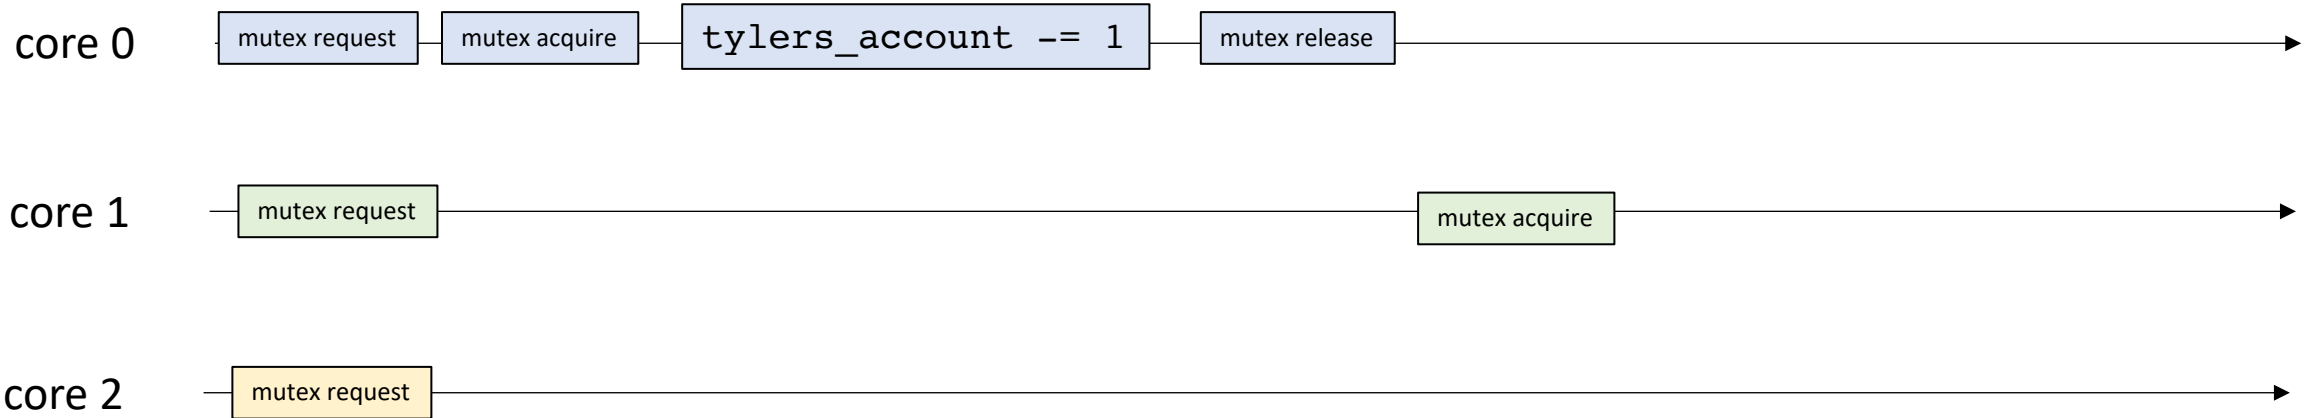 core 0 mutex request mutex acquire tylers_account -= 1 mutex release
core 1 mutex request mutex acquire
core 2 mutex request